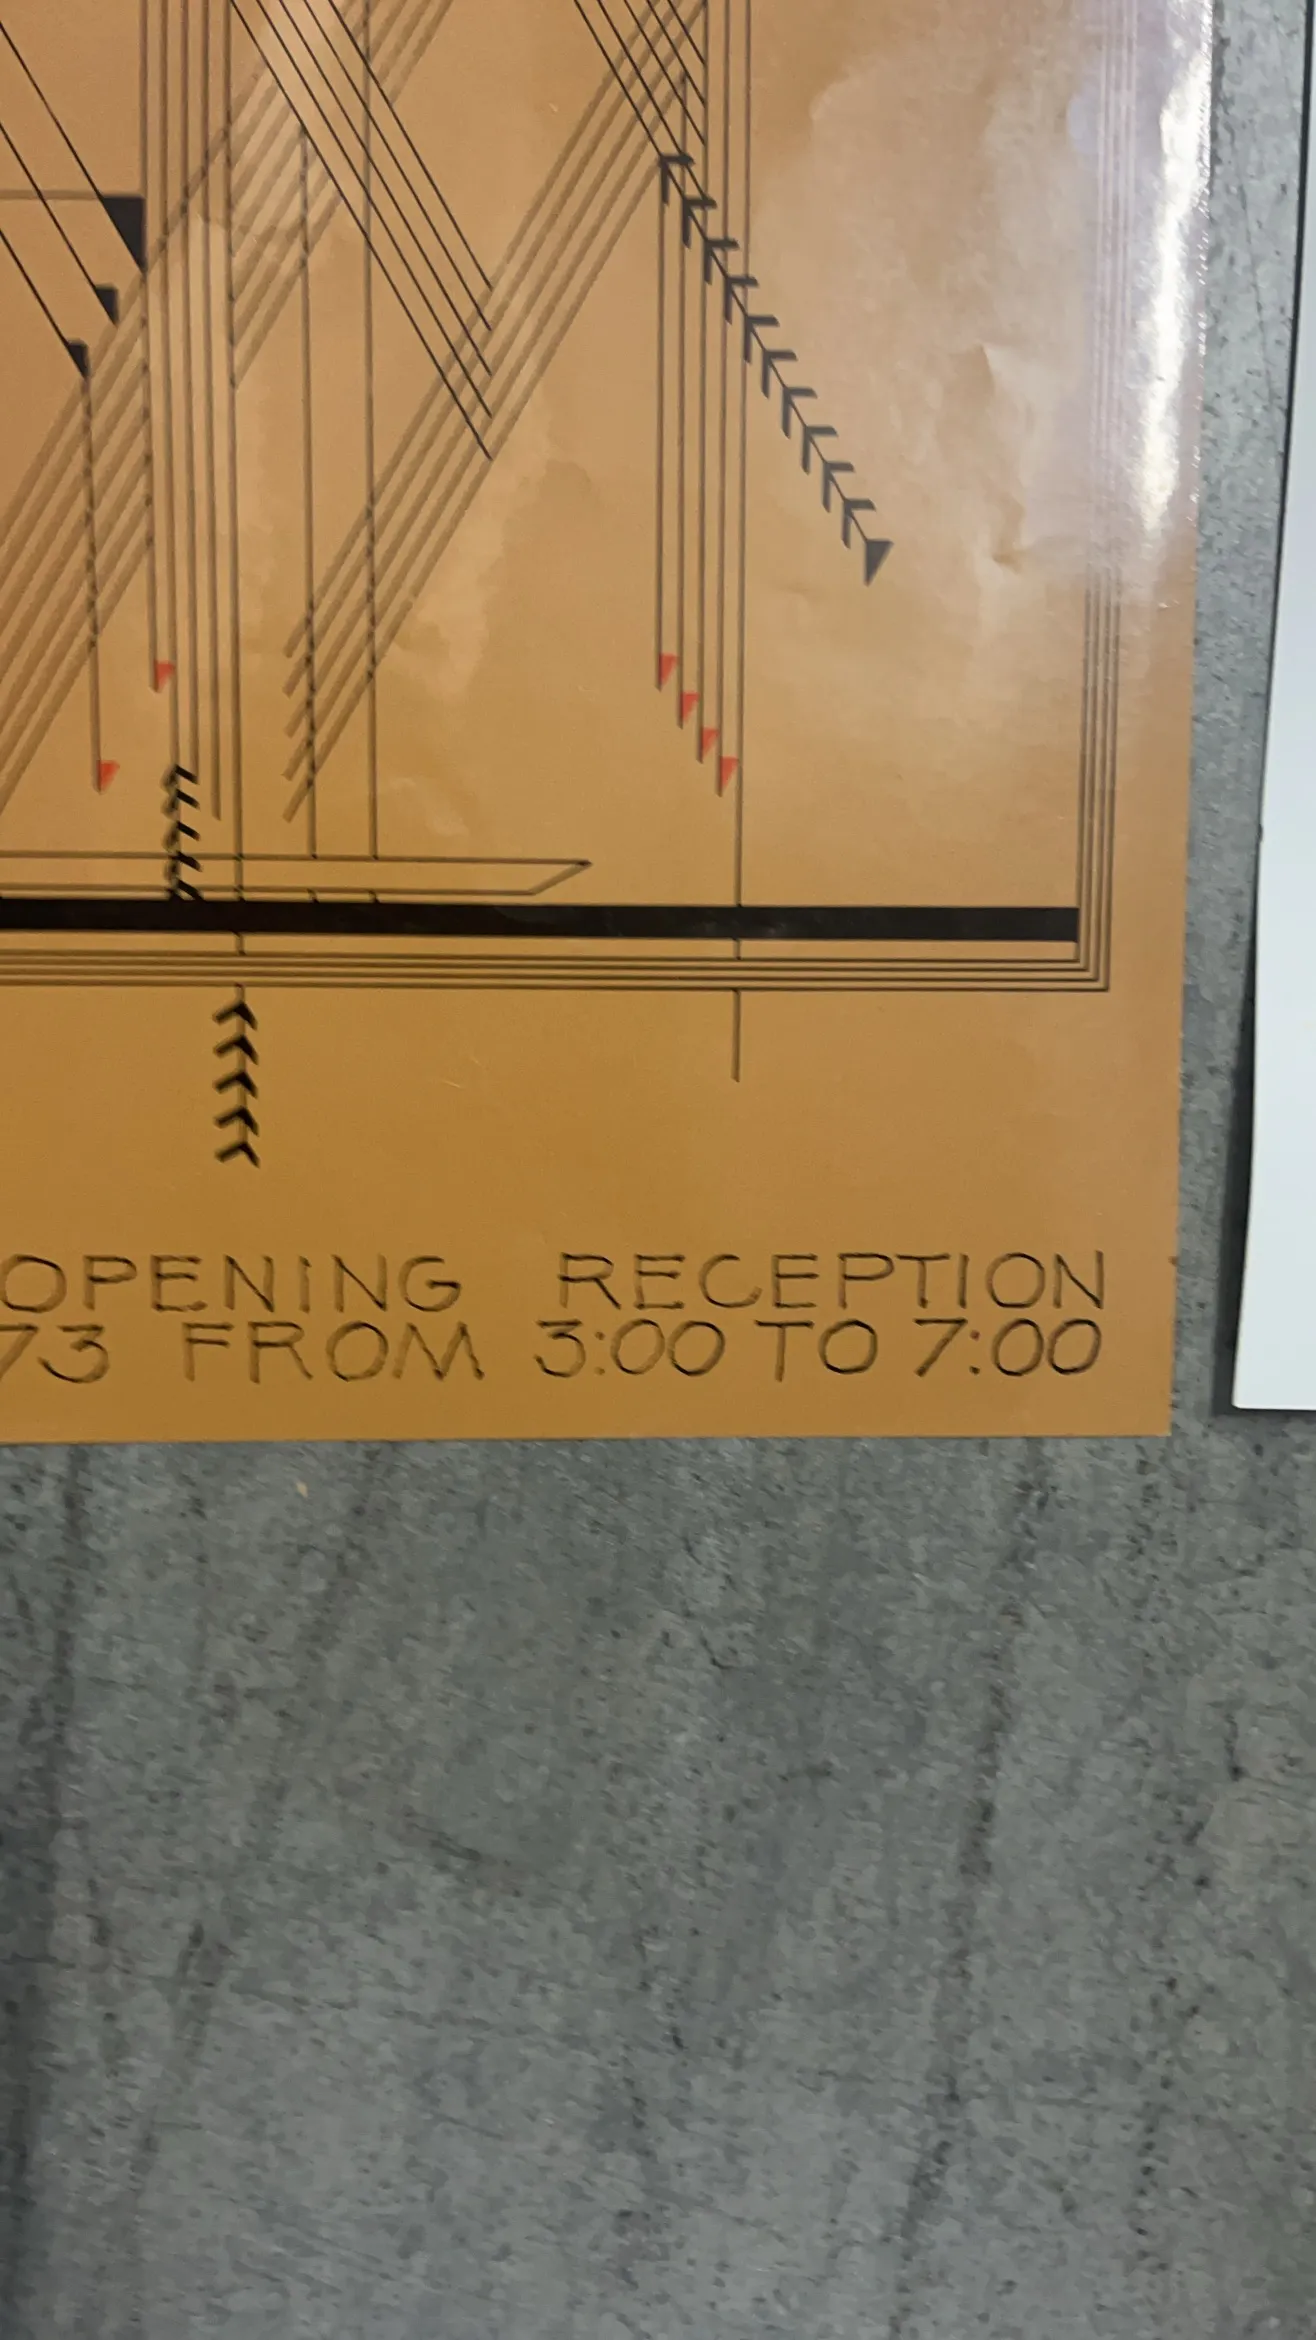 OPENING RECEPTION
73 FROM 3:00 TO 7:00